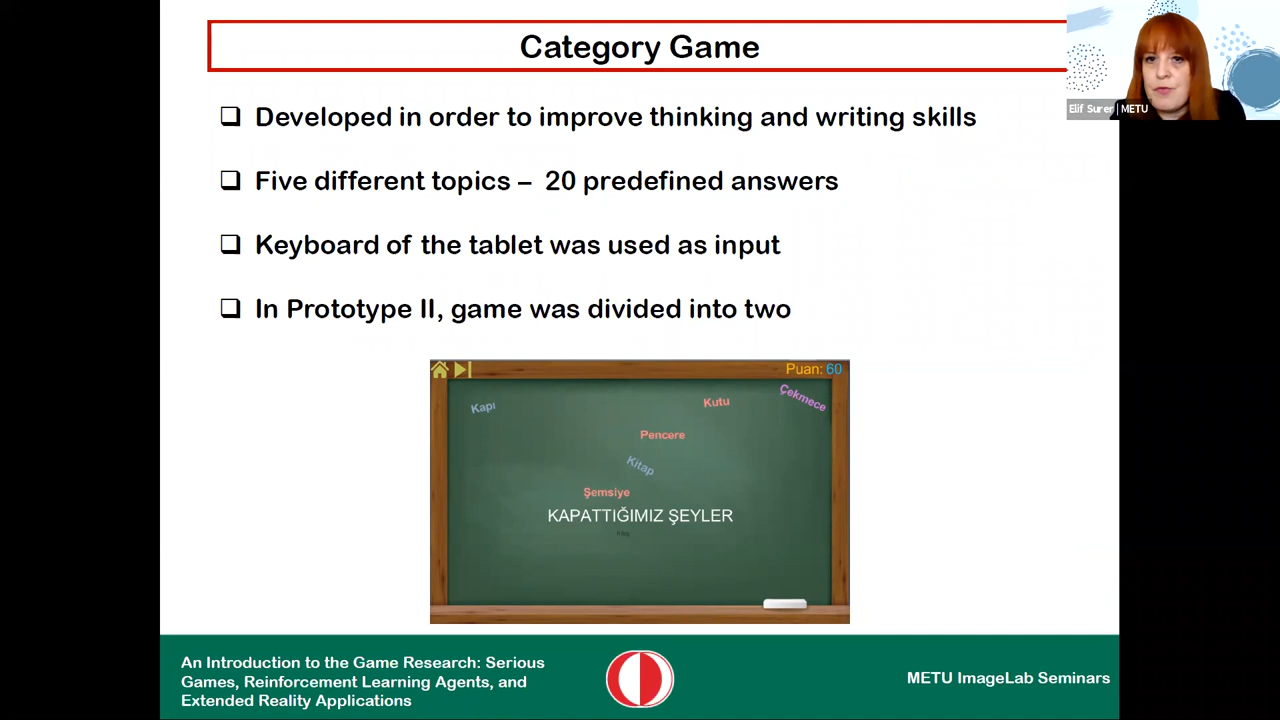 Category Game
Elif Surer | METU
❑ Developed in order to improve thinking and writing skills
❑ Five different topics – 20 predefined answers
❑ Keyboard of the tablet was used as input
❑ In Prototype II, game was divided into two
Puan: 60
Kapı
Kutu
Çekmece
Pencere
Kitap
Şemsiye
KAPATTIĞIMIZ ŞEYLER
An Introduction to the Game Research: Serious
Games, Reinforcement Learning Agents, and
Extended Reality Applications
METU ImageLab Seminars